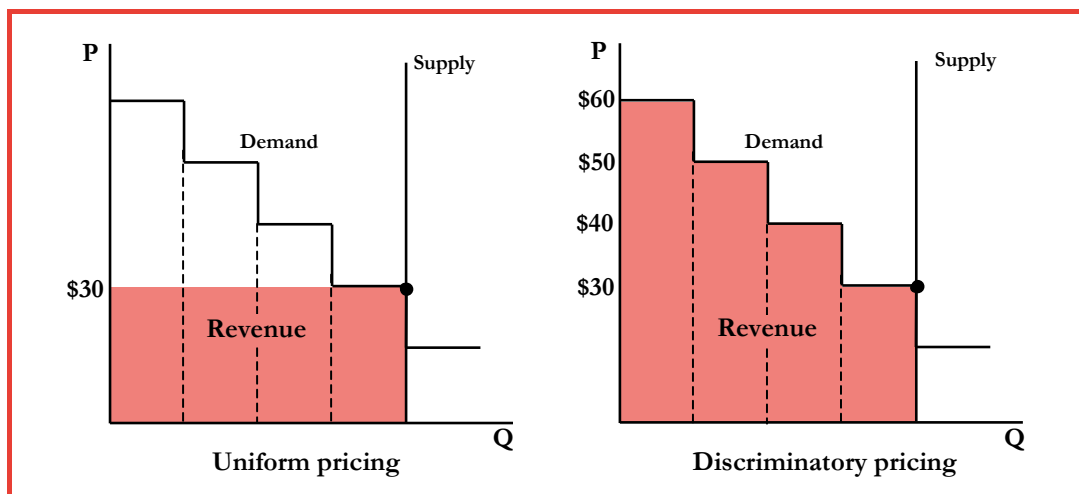 P
Supply
Demand
$30
Revenue
Q
Uniform pricing
P
Supply
$60
Demand
$50
$40
$30
Revenue
Q
Discriminatory pricing